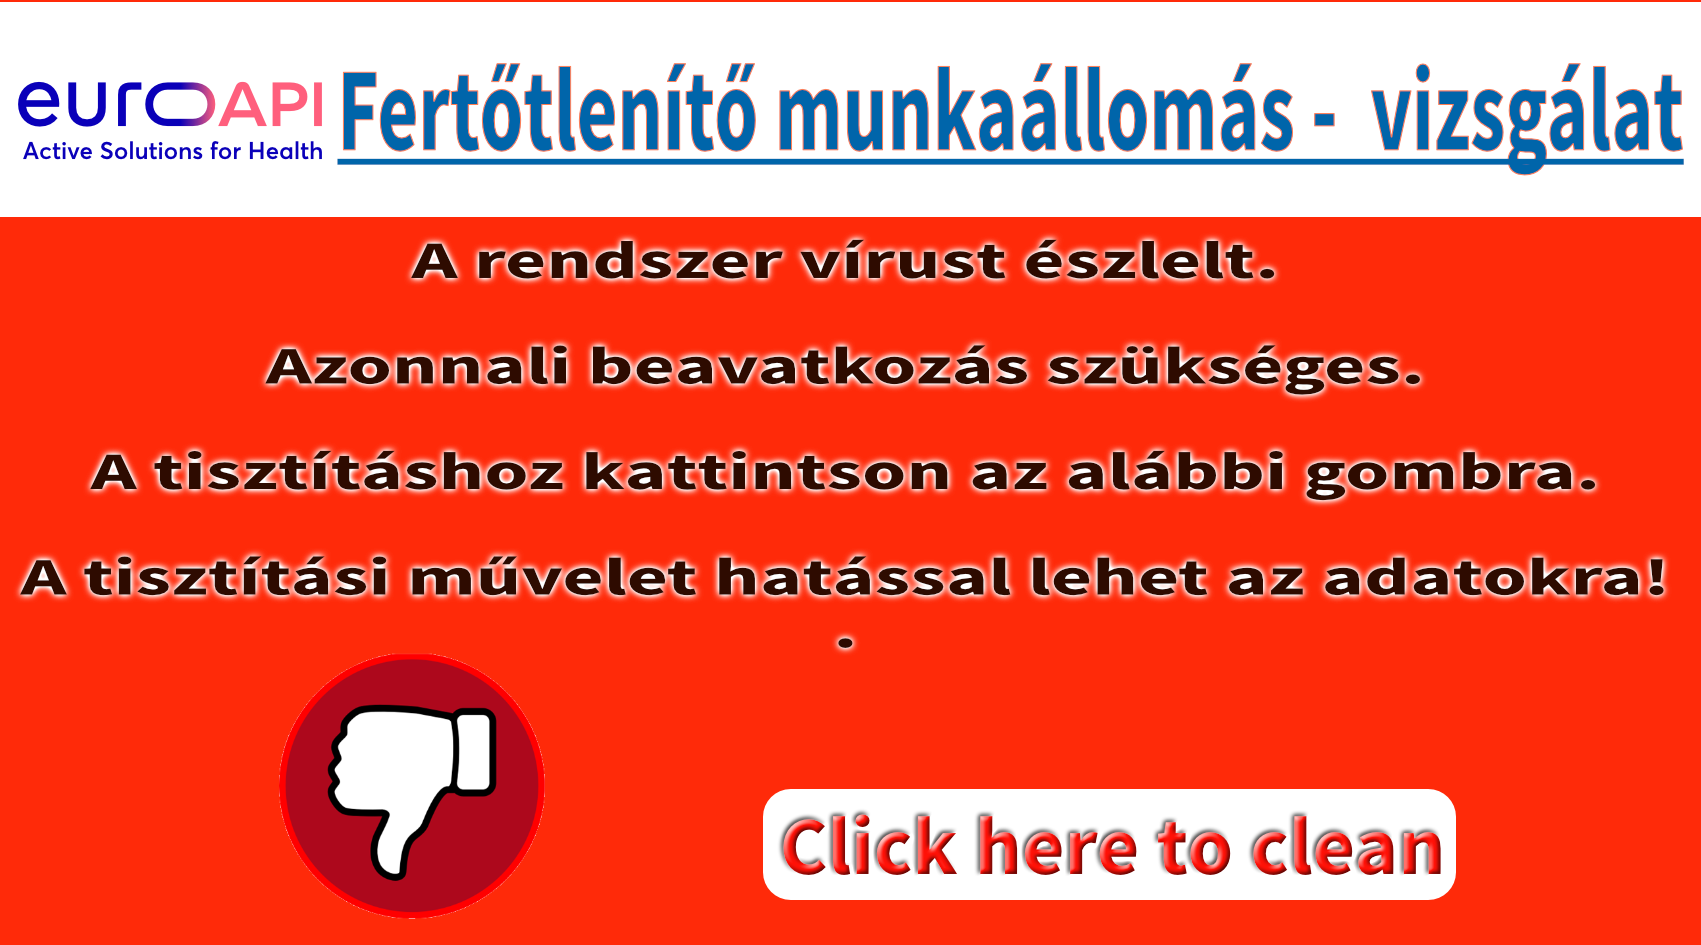 euroAPI
Active Solutions for Health
Fertőtlenítő munkaállomás - vizsgálat
A rendszer vírust észlelt.
Azonnali beavatkozás szükséges.
A tisztításhoz kattintson az alábbi gombra.
A tisztítási művelet hatással lehet az adatokra!
.
Click here to clean